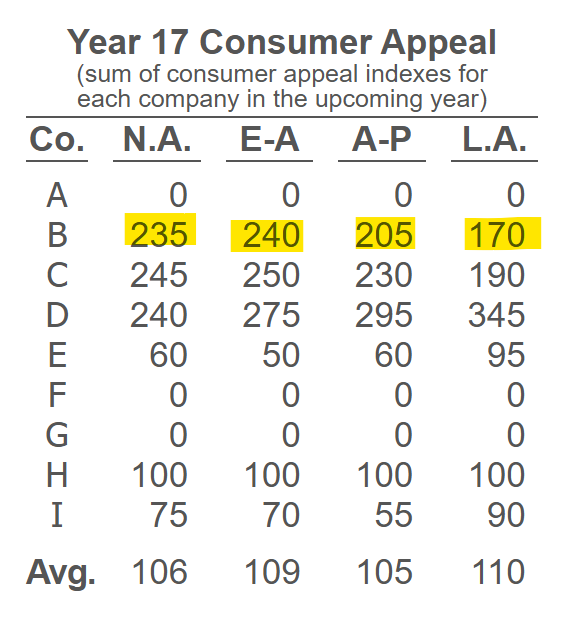 Year 17 Consumer Appeal
(sum of consumer appeal indexes for
each company in the upcoming year)
Co. N.A. E-A A-P L.A.
A 0 0 0 0
B 235 240 205 170
C 245 250 230 190
D 240 275 295 345
E 60 50 60 95
F 0 0 0 0
G 0 0 0 0
H 100 100 100 100
I 75 70 55 90
Avg. 106 109 105 110